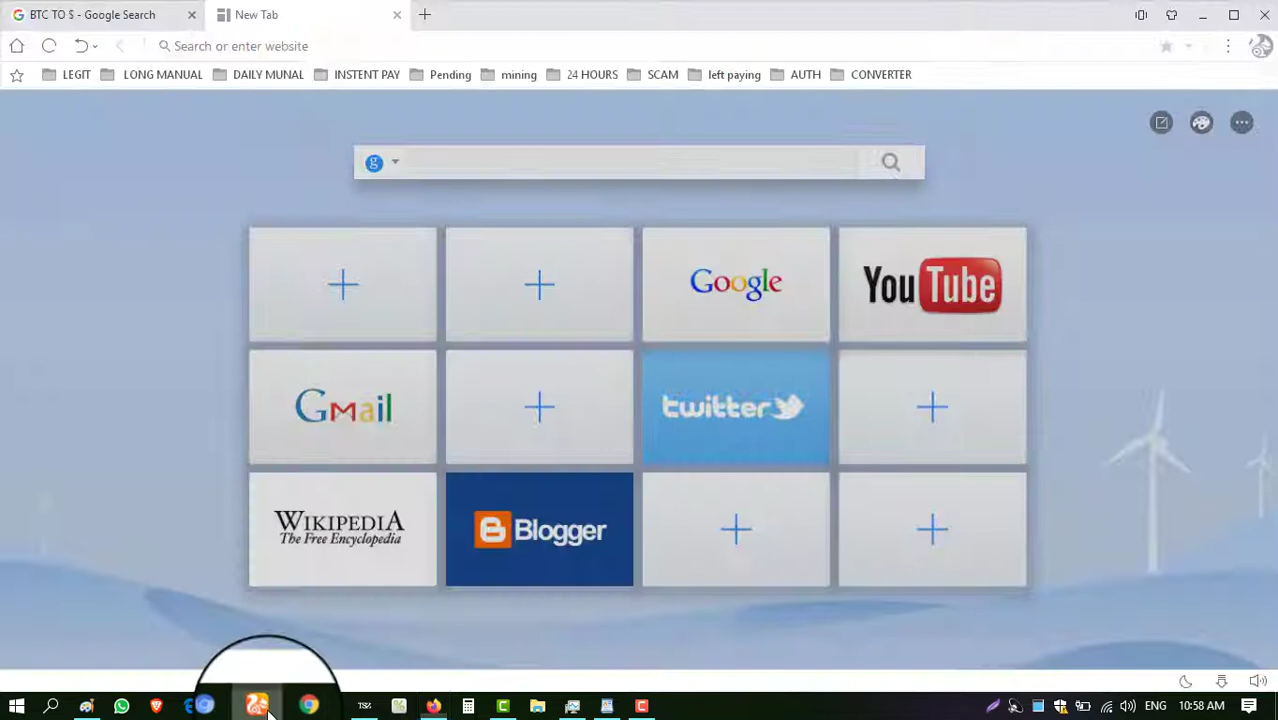 BTC TO $ - Google Search
New Tab
Search or enter website
LEGIT LONG MANUAL DAILY MUNAL INSTENT PAY Pending mining 24 HOURS SCAM left paying AUTH CONVERTER
g
Google YouTube
Gmail twitter
WIKIPEDIA
The Free Encyclopedia
B Blogger
ENG 10:58 AM